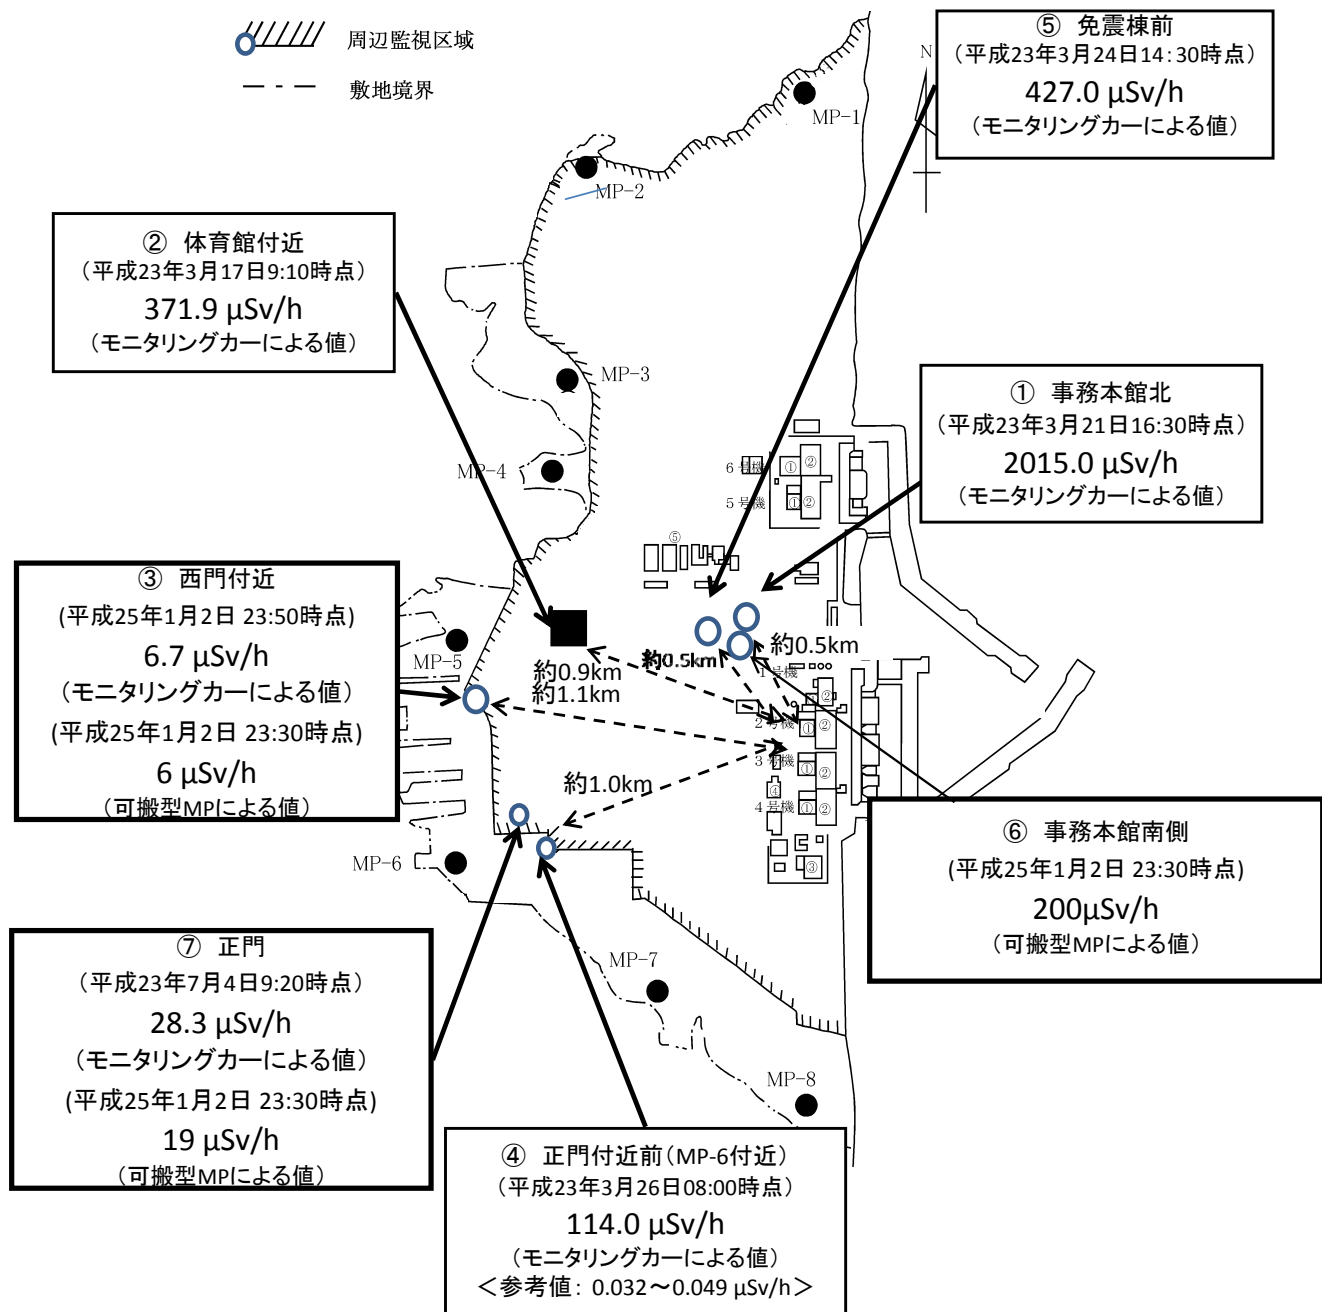 周辺監視区域
敷地境界
⑤ 免震棟前
(平成23年3月24日14:30時点)
427.0 μSv/h
(モニタリングカーによる値)
N
MP-1
MP-2
② 体育館付近
(平成23年3月17日9:10時点)
371.9 μSv/h
(モニタリングカーによる値)
MP-3
① 事務本館北
(平成23年3月21日16:30時点)
2015.0 μSv/h
(モニタリングカーによる値)
MP-4
6号機
① ②
5号機
① ②
⑤
③ 西門付近
(平成25年1月2日 23:50時点)
6.7 μSv/h
(モニタリングカーによる値)
(平成25年1月2日 23:30時点)
6 μSv/h
(可搬型MPによる値)
MP-5
約0.9km
約1.1km
約0.5km
約0.5km
1号機
②
2号機
① ②
3号機
① ②
約1.0km
④
4号機
① ②
③
MP-6
⑥ 事務本館南側
(平成25年1月2日 23:30時点)
200μSv/h
(可搬型MPによる値)
⑦ 正門
(平成23年7月4日9:20時点)
28.3 μSv/h
(モニタリングカーによる値)
(平成25年1月2日 23:30時点)
19 μSv/h
(可搬型MPによる値)
MP-7
MP-8
④ 正門付近前(MP-6付近)
(平成23年3月26日08:00時点)
114.0 μSv/h
(モニタリングカーによる値)
<参考値: 0.032～0.049 μSv/h>